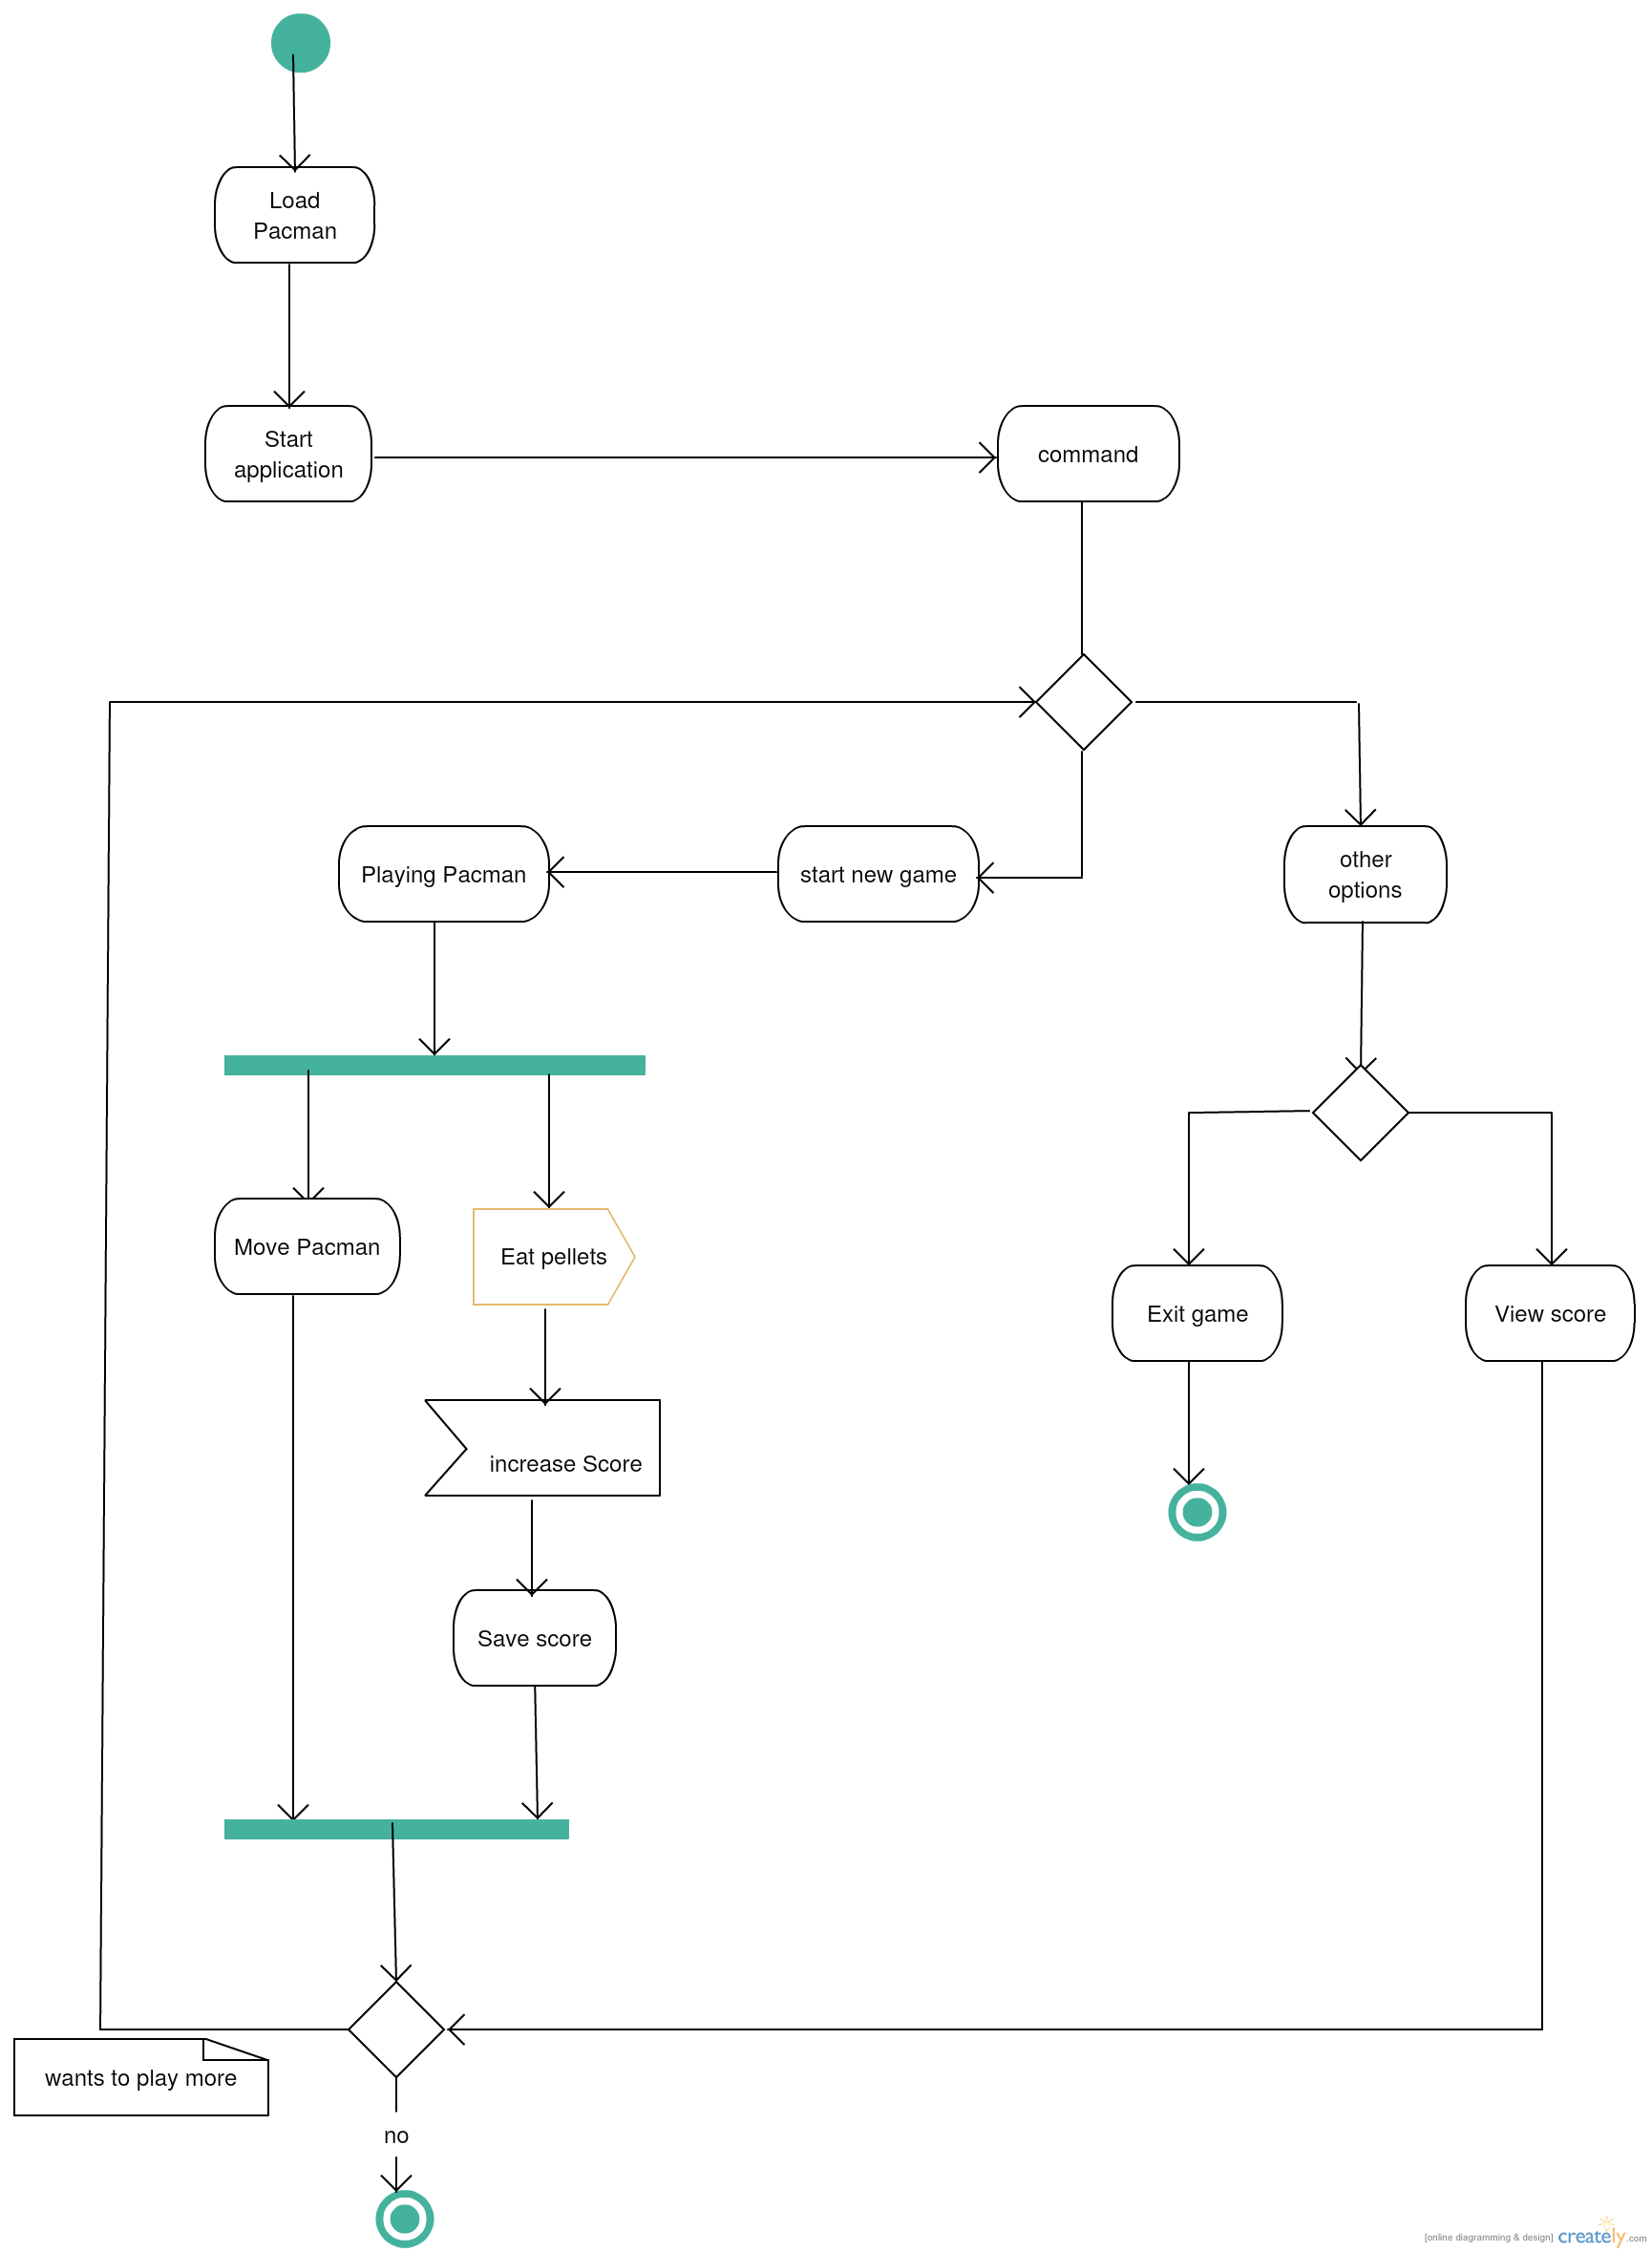 Load
Pacman
Start
application
command
Playing Pacman
start new game
other
options
Move Pacman
Eat pellets
Exit game
View score
increase Score
Save score
wants to play more
no
[online diagramming & design] creately.com